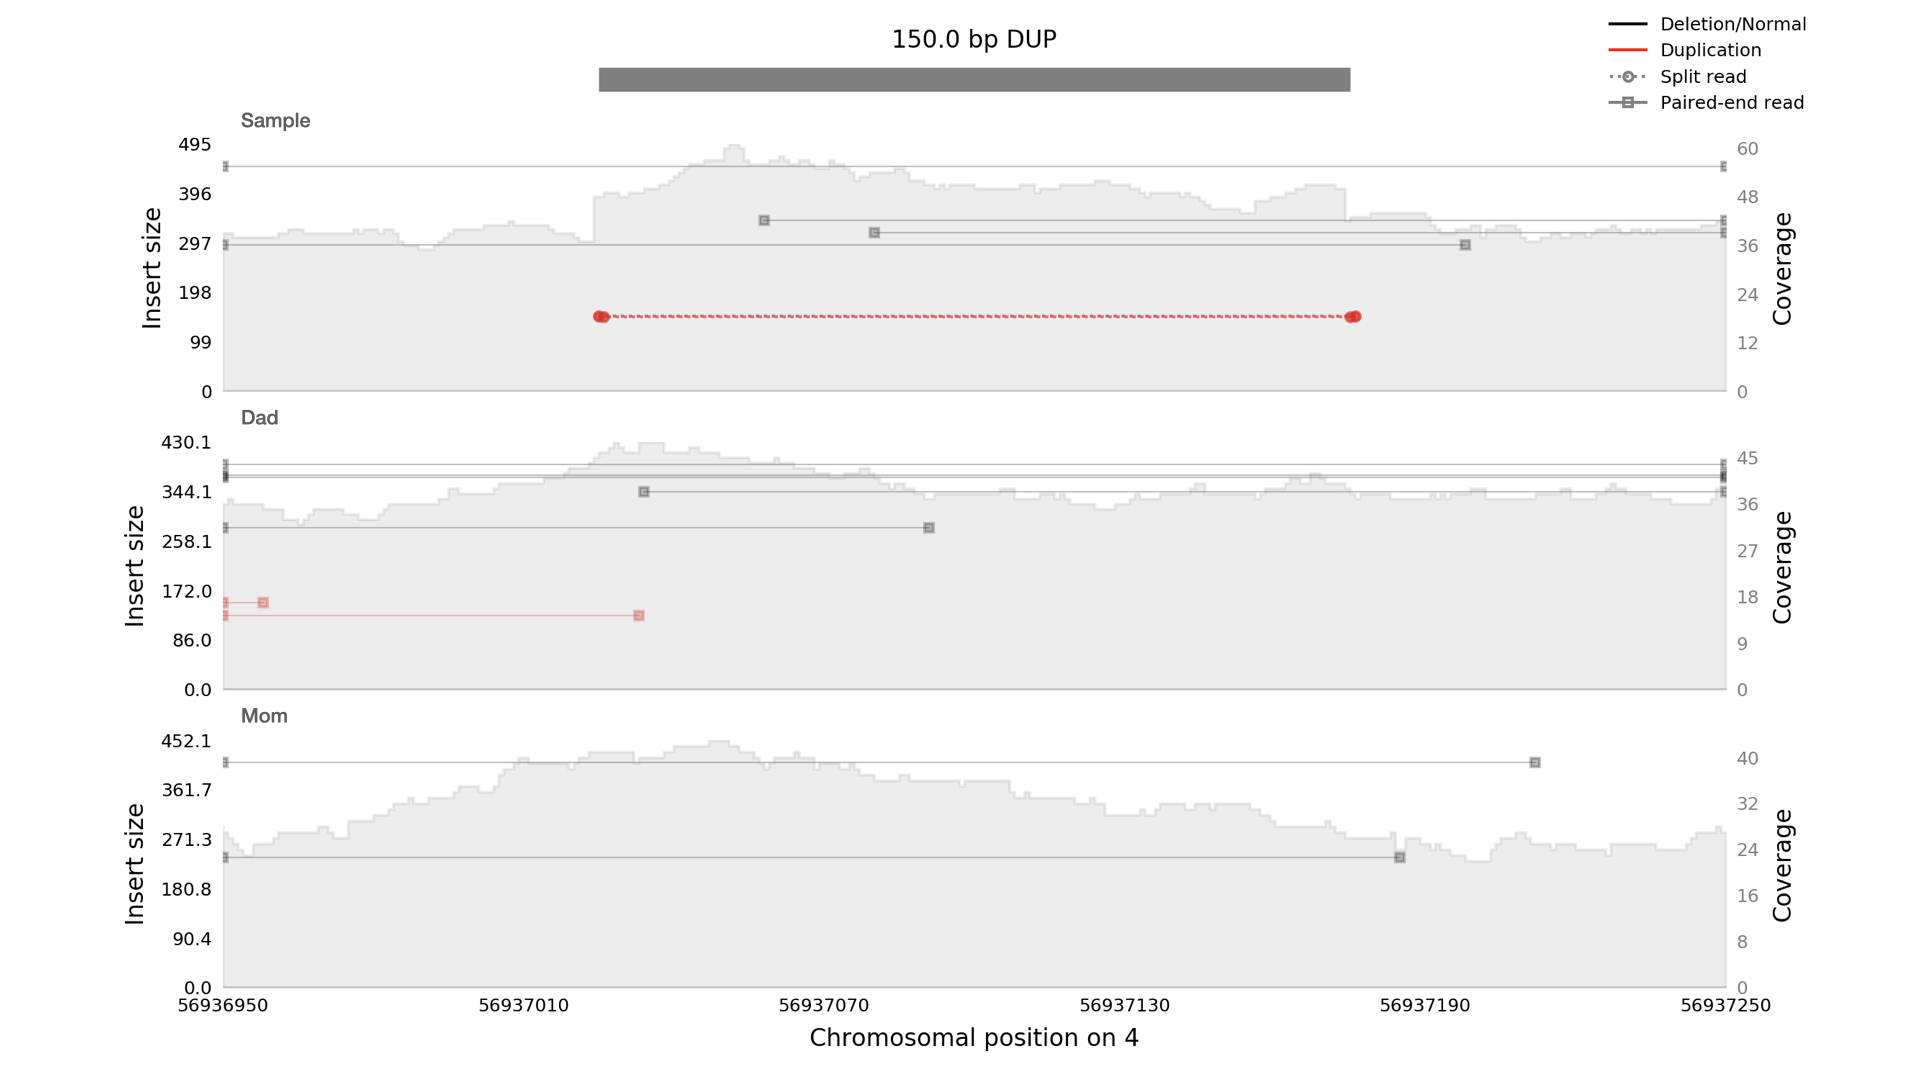 150.0 bp DUP
Deletion/Normal
Duplication
Split read
Paired-end read
Sample
495
396
297
198
99
0
Insert size
60
48
36
24
12
0
Coverage
Dad
430.1
344.1
258.1
172.0
86.0
0.0
Insert size
45
36
27
18
9
0
Coverage
Mom
452.1
361.7
271.3
180.8
90.4
0.0
Insert size
40
32
24
16
8
0
Coverage
56936950 56937010 56937070 56937130 56937190 56937250
Chromosomal position on 4